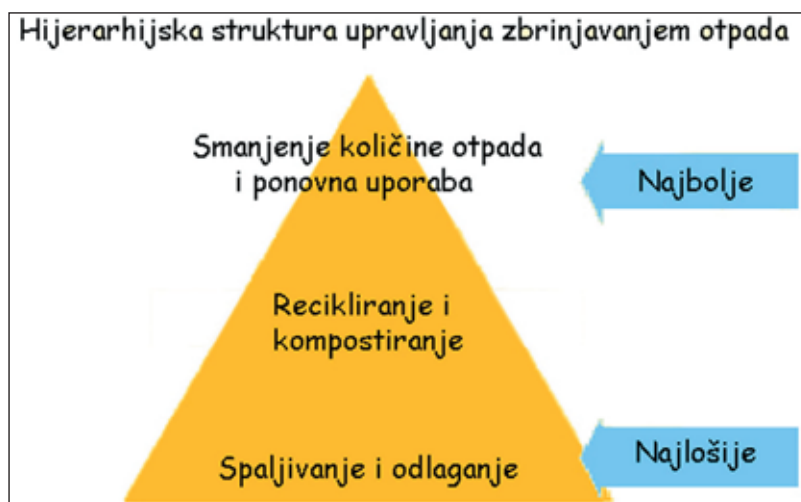 Hijerarhijska struktura upravljanja zbrinjavanjem otpada
Smanjenje količine otpada
i ponovna uporaba
Najbolje
Recikliranje i
kompostiranje
Spaljivanje i odlaganje
Najlošije